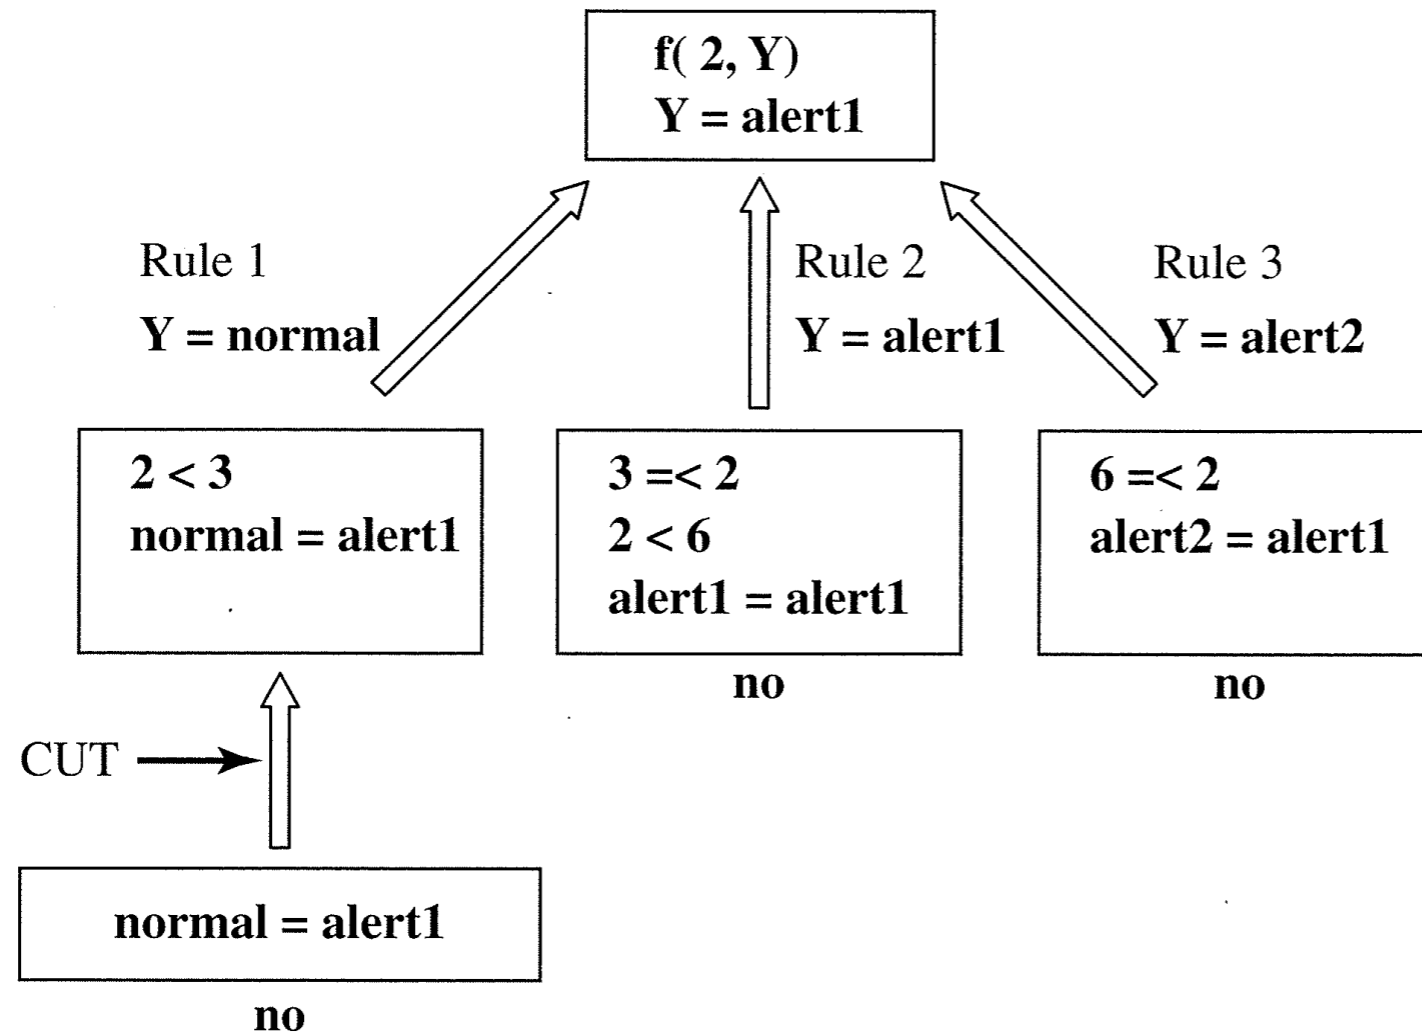 f( 2, Y)
Y = alert1
Rule 1
Y = normal
Rule 2
Y = alert1
Rule 3
Y = alert2
2 < 3
normal = alert1
3 =< 2
2 < 6
alert1 = alert1
no
6 =< 2
alert2 = alert1
no
CUT
normal = alert1
no